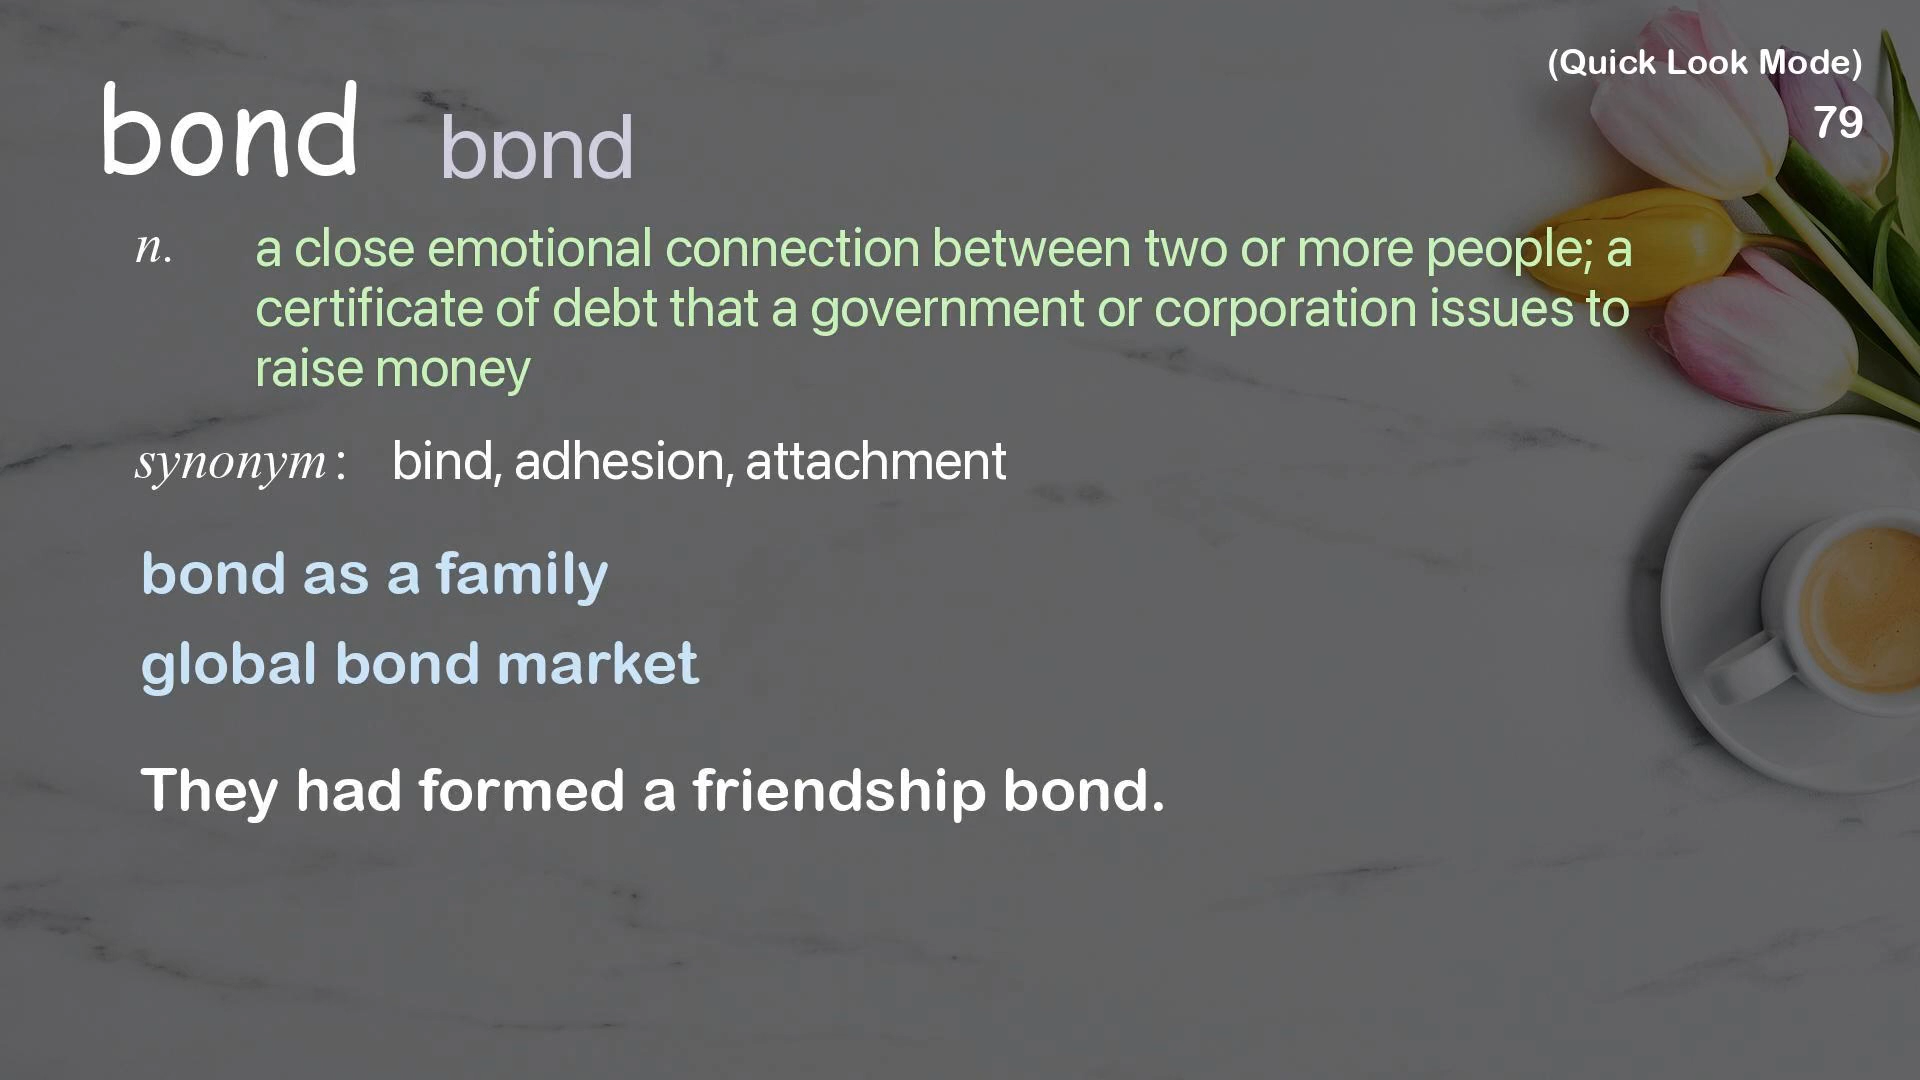 (Quick Look Mode)
79
bond bɒnd
n. a close emotional connection between two or more people; a
certificate of debt that a government or corporation issues to
raise money
synonym : bind, adhesion, attachment
bond as a family
global bond market
They had formed a friendship bond.